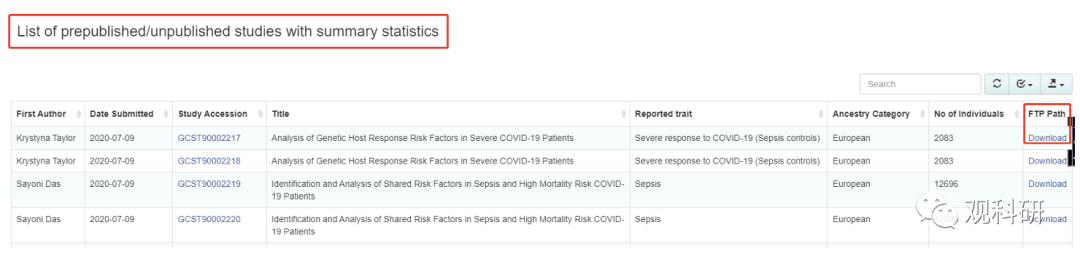 List of prepublished/unpublished studies with summary statistics
Search
First Author Date Submitted Study Accession Title Reported trait Ancestry Category No of Individuals FTP Path
Krystyna Taylor 2020-07-09 GCST90002217 Analysis of Genetic Host Response Risk Factors in Severe COVID-19 Patients Severe response to COVID-19 (Sepsis controls) European 2083 Download
Krystyna Taylor 2020-07-09 GCST90002218 Analysis of Genetic Host Response Risk Factors in Severe COVID-19 Patients Severe response to COVID-19 (Sepsis controls) European 2083 Download
Sayoni Das 2020-07-09 GCST90002219 Identification and Analysis of Shared Risk Factors in Sepsis and High Mortality Risk COVID- Sepsis European 12696 Download
19 Patients
Sayoni Das 2020-07-09 GCST90002220 Identification and Analysis of Shared Risk Factors in Sepsis and High Mortality Risk COVID- Sepsis European Download
19 Patients
观科研